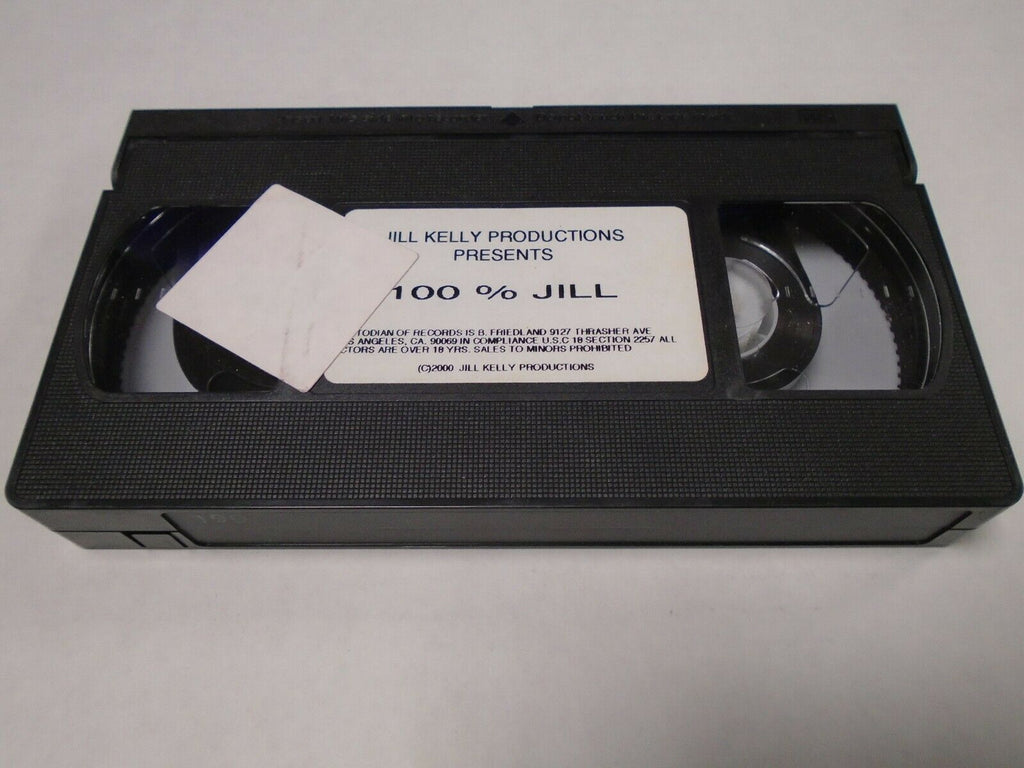 JILL KELLY PRODUCTIONS
PRESENTS
100 % JILL
TODIAN OF RECORDS IS B. FRIEDLAND 9127 THRASHER AVE
S ANGELES, CA. 90069 IN COMPLIANCE U.S.C 18 SECTION 2257 ALL
CTORS ARE OVER 18 YRS. SALES TO MINORS PROHIBITED
(C)2000 JILL KELLY PRODUCTIONS